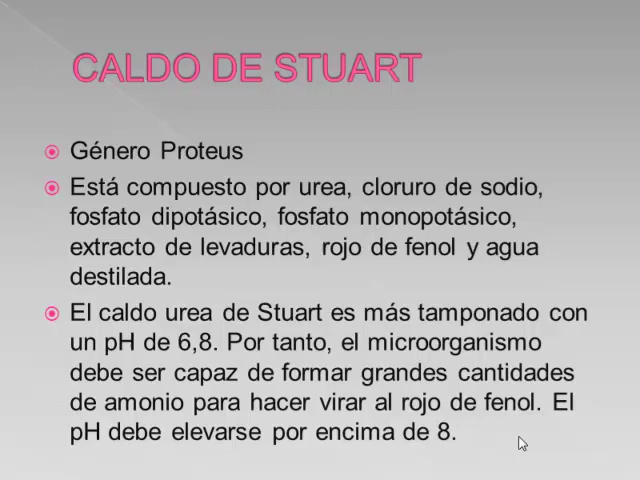 CALDO DE STUART
Género Proteus
Está compuesto por urea, cloruro de sodio,
fosfato dipotásico, fosfato monopotásico,
extracto de levaduras, rojo de fenol y agua
destilada.
El caldo urea de Stuart es más tamponado con
un pH de 6,8. Por tanto, el microorganismo
debe ser capaz de formar grandes cantidades
de amonio para hacer virar al rojo de fenol. El
pH debe elevarse por encima de 8.